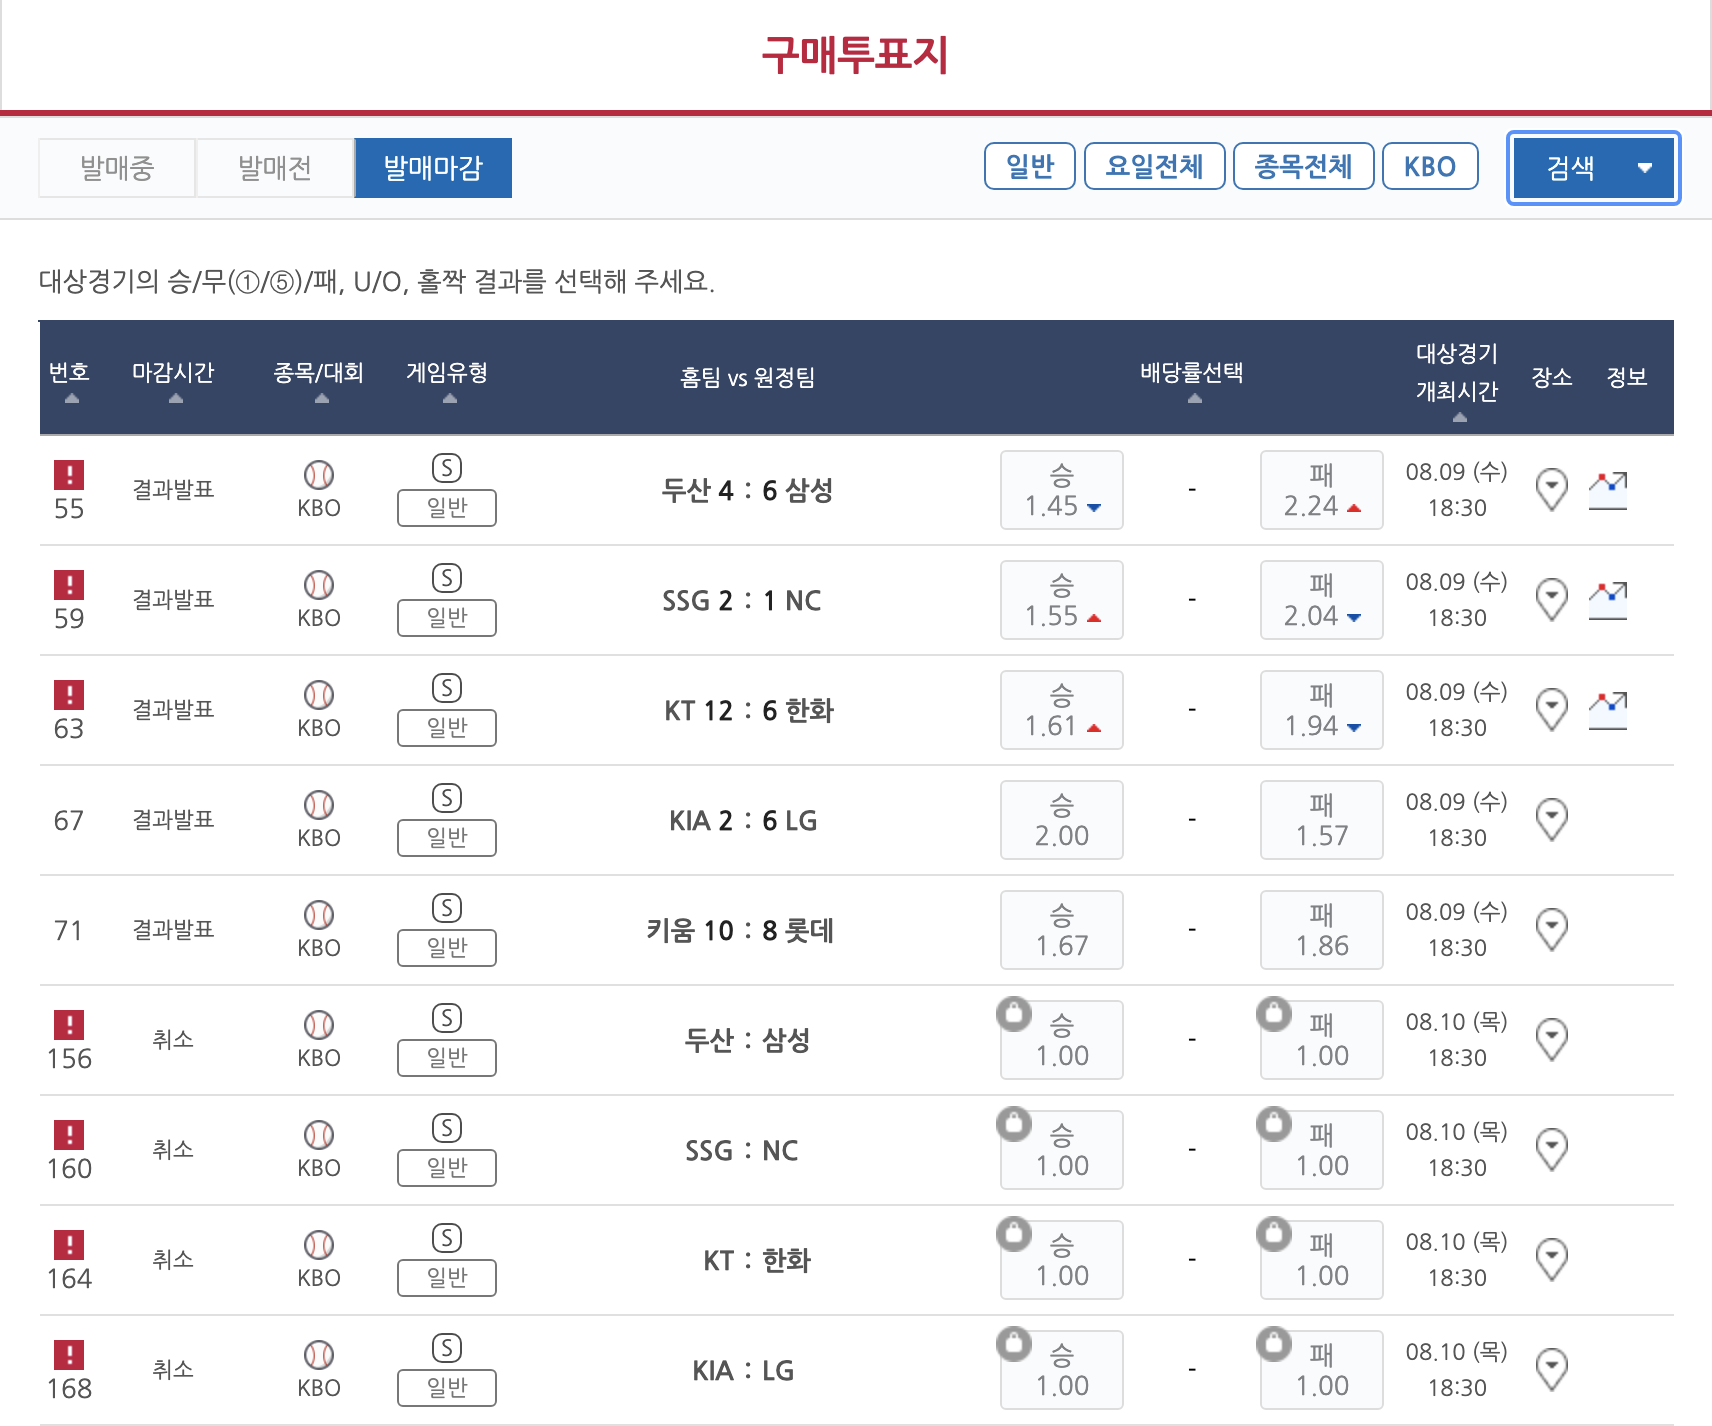 구매투표지
발매중 발매전 발매마감 일반 요일전체 종목전체 KBO 검색
대상경기의 승/무(①/⑤)/패, U/O, 홀짝 결과를 선택해 주세요.
번호 마감시간 종목/대회 게임유형 홈팀 vs 원정팀 배당률선택 대상경기 개최시간 장소 정보
! 55 결과발표 KBO S 일반 두산 4 : 6 삼성 승 1.45 - 패 2.24 08.09 (수) 18:30
! 59 결과발표 KBO S 일반 SSG 2 : 1 NC 승 1.55 - 패 2.04 08.09 (수) 18:30
! 63 결과발표 KBO S 일반 KT 12 : 6 한화 승 1.61 - 패 1.94 08.09 (수) 18:30
67 결과발표 KBO S 일반 KIA 2 : 6 LG 승 2.00 - 패 1.57 08.09 (수) 18:30
71 결과발표 KBO S 일반 키움 10 : 8 롯데 승 1.67 - 패 1.86 08.09 (수) 18:30
! 156 취소 KBO S 일반 두산 : 삼성 승 1.00 - 패 1.00 08.10 (목) 18:30
! 160 취소 KBO S 일반 SSG : NC 승 1.00 - 패 1.00 08.10 (목) 18:30
! 164 취소 KBO S 일반 KT : 한화 승 1.00 - 패 1.00 08.10 (목) 18:30
! 168 취소 KBO S 일반 KIA : LG 승 1.00 - 패 1.00 08.10 (목) 18:30